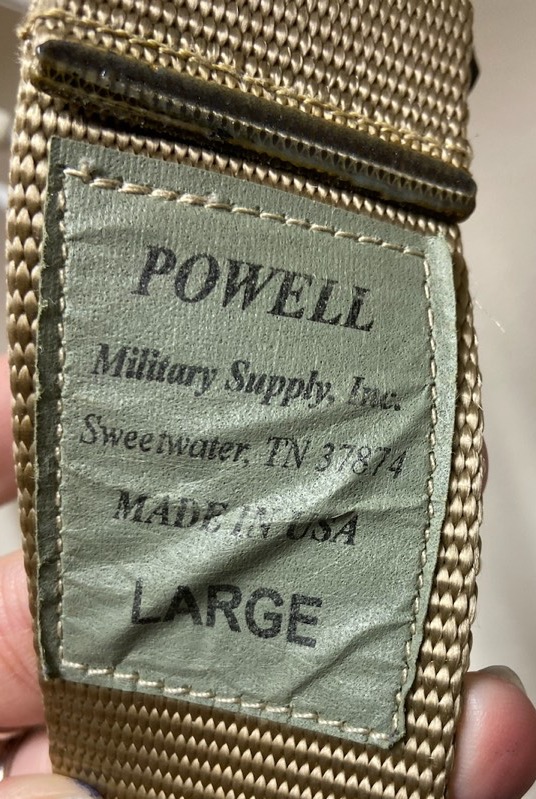 POWELL
Military Supply, Inc.
Sweetwater, TN 37874
MADE IN USA
LARGE